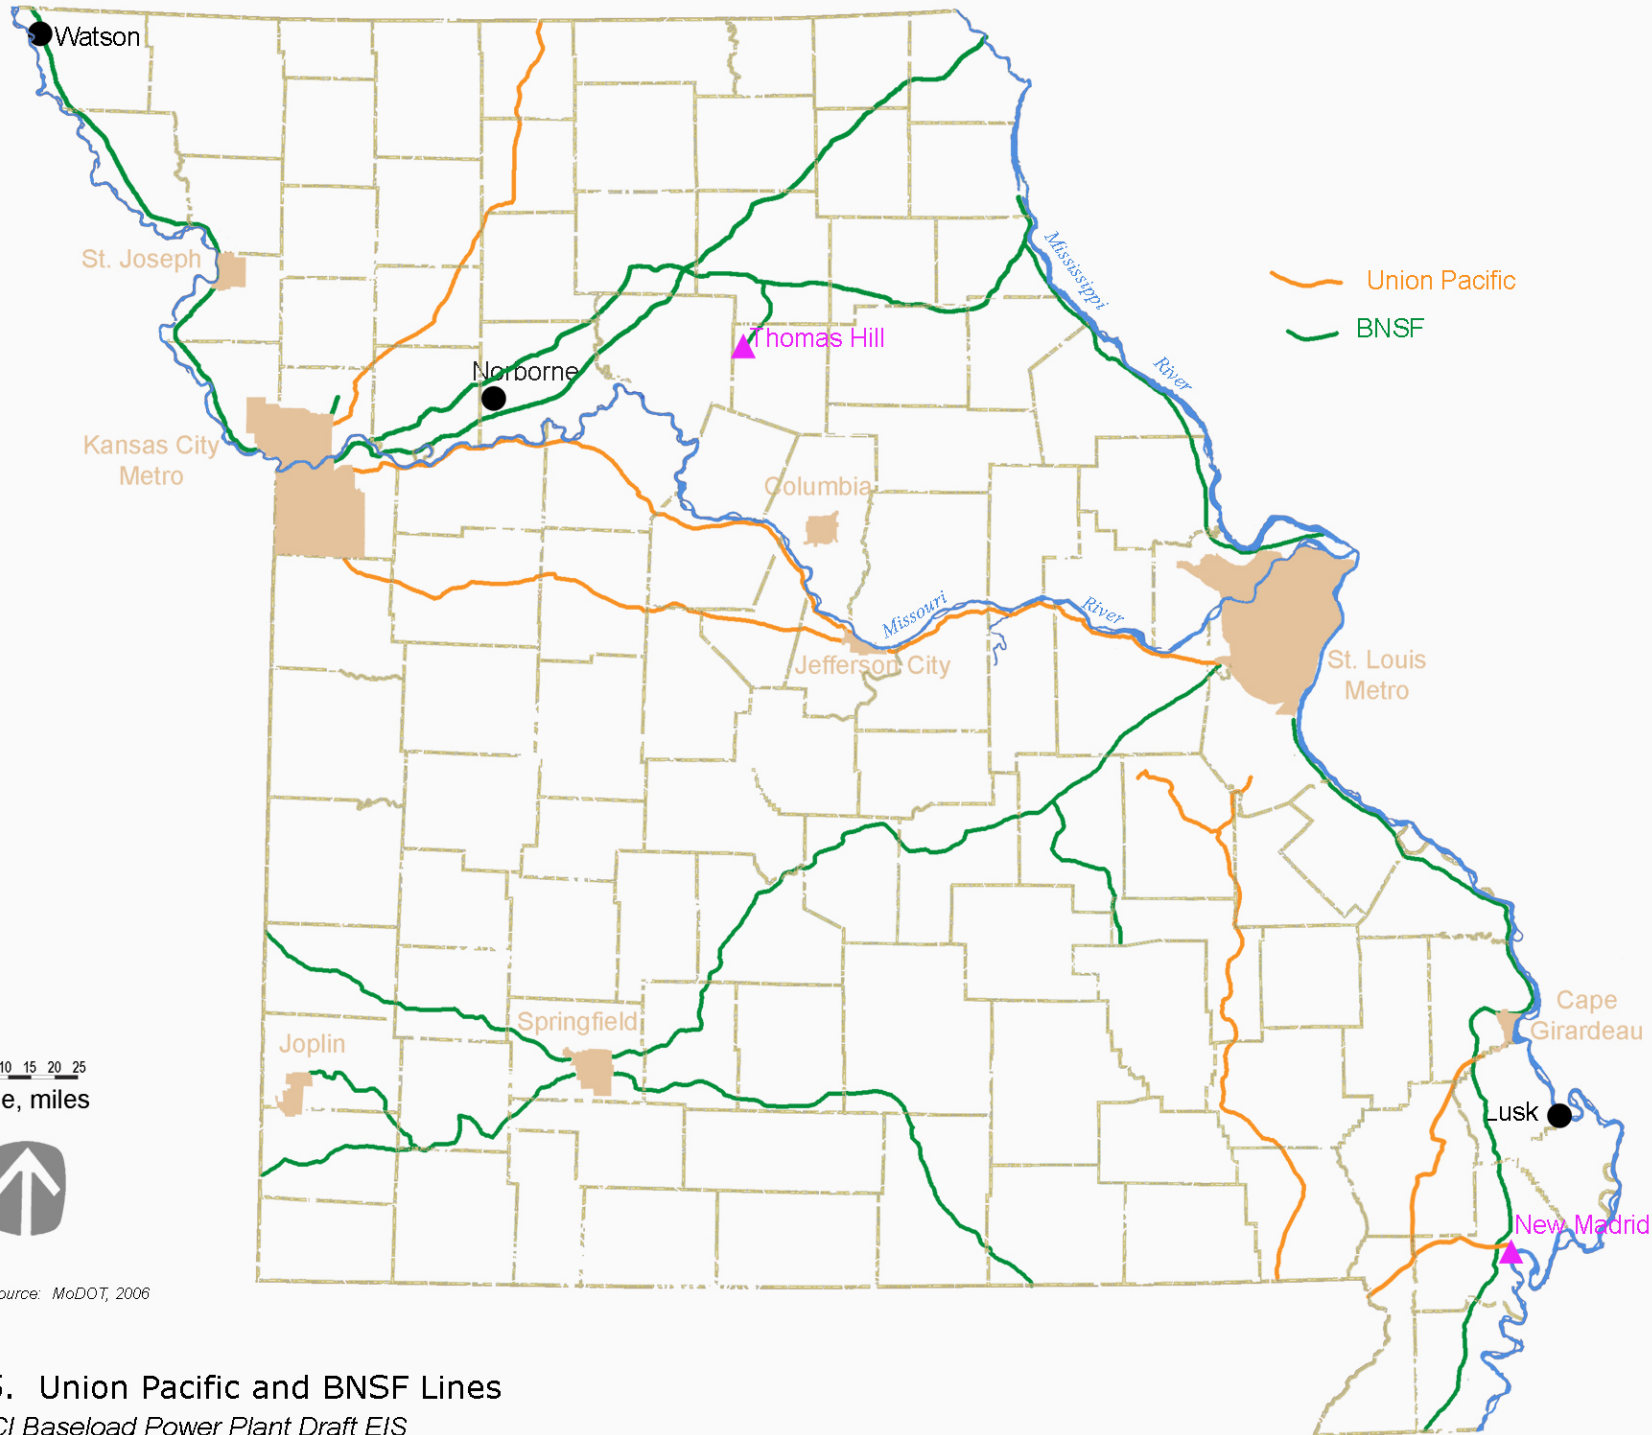 Watson
St. Joseph
Mississippi
Union Pacific
BNSF
Thomas Hill
River
Norborne
Kansas City
Metro
Columbia
Missouri
River
Jefferson City
St. Louis
Metro
Cape
Girardeau
Springfield
Joplin
10 15 20 25
e, miles
Lusk
New Madrid
ource: MoDOT, 2006
5. Union Pacific and BNSF Lines
CI Baseload Power Plant Draft EIS